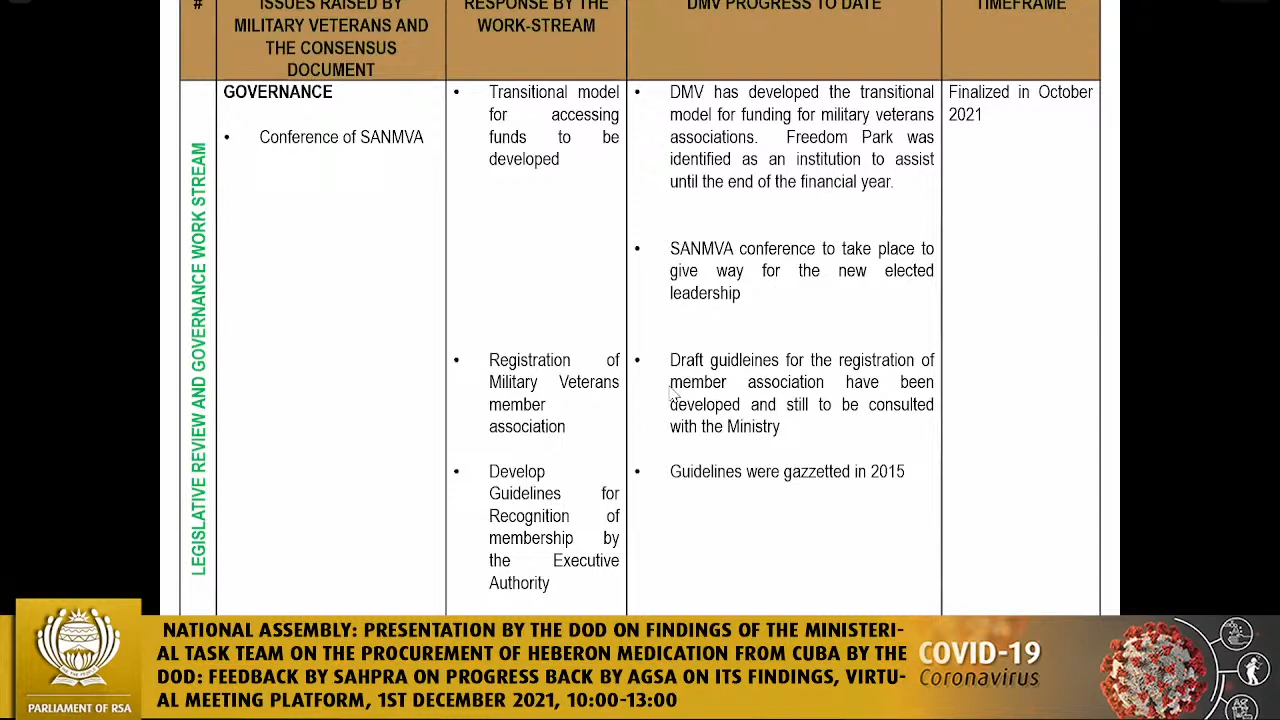 #
ISSUES RAISED BY
MILITARY VETERANS AND
THE CONSENSUS
DOCUMENT
RESPONSE BY THE
WORK-STREAM
DMV PROGRESS TO DATE
TIMEFRAME
LEGISLATIVE REVIEW AND GOVERNANCE WORK STREAM
GOVERNANCE
• Conference of SANMVA
• Transitional model
for accessing
funds to be
developed
• DMV has developed the transitional
model for funding for military veterans
associations. Freedom Park was
identified as an institution to assist
until the end of the financial year.
Finalized in October
2021
• SANMVA conference to take place to
give way for the new elected
leadership
• Registration of
Military Veterans
member
association
• Draft guidleines for the registration of
member association have been
developed and still to be consulted
with the Ministry
• Develop
Guidelines for
Recognition of
membership by
the Executive
Authority
• Guidelines were gazzetted in 2015
PARLIAMENT OF RSA
NATIONAL ASSEMBLY: PRESENTATION BY THE DOD ON FINDINGS OF THE MINISTERI-
AL TASK TEAM ON THE PROCUREMENT OF HEBERON MEDICATION FROM CUBA BY THE
DOD: FEEDBACK BY SAHPRA ON PROGRESS BACK BY AGSA ON ITS FINDINGS, VIRTU-
AL MEETING PLATFORM, 1ST DECEMBER 2021, 10:00-13:00
COVID-19
Coronavirus